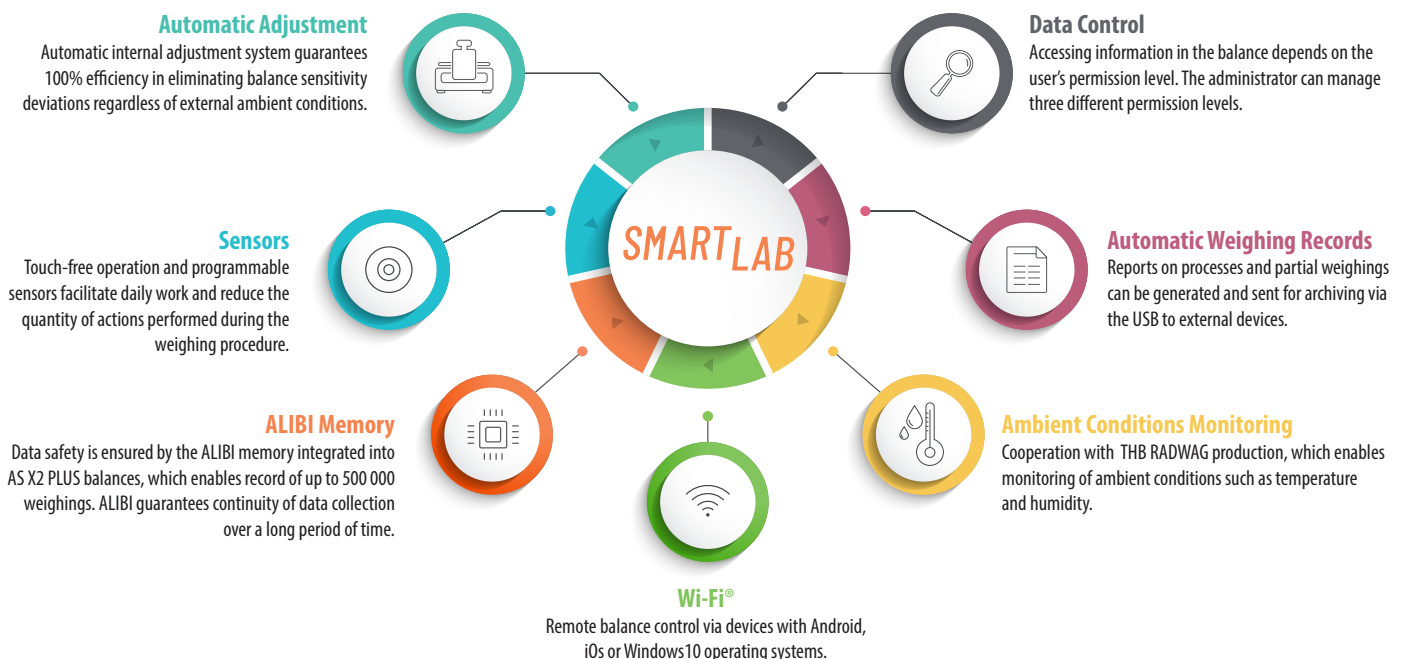 Automatic Adjustment
Automatic internal adjustment system guarantees
100% efficiency in eliminating balance sensitivity
deviations regardless of external ambient conditions.
Data Control
Accessing information in the balance depends on the
user's permission level. The administrator can manage
three different permission levels.
SMART LAB
Sensors
Touch-free operation and programmable
sensors facilitate daily work and reduce the
quantity of actions performed during the
weighing procedure.
Automatic Weighing Records
Reports on processes and partial weighings
can be generated and sent for archiving via
the USB to external devices.
ALIBI Memory
Data safety is ensured by the ALIBI memory integrated into
AS X2 PLUS balances, which enables record of up to 500 000
weighings. ALIBI guarantees continuity of data collection
over a long period of time.
Ambient Conditions Monitoring
Cooperation with THB RADWAG production, which enables
monitoring of ambient conditions such as temperature
and humidity.
Wi-Fi®
Remote balance control via devices with Android,
iOs or Windows10 operating systems.